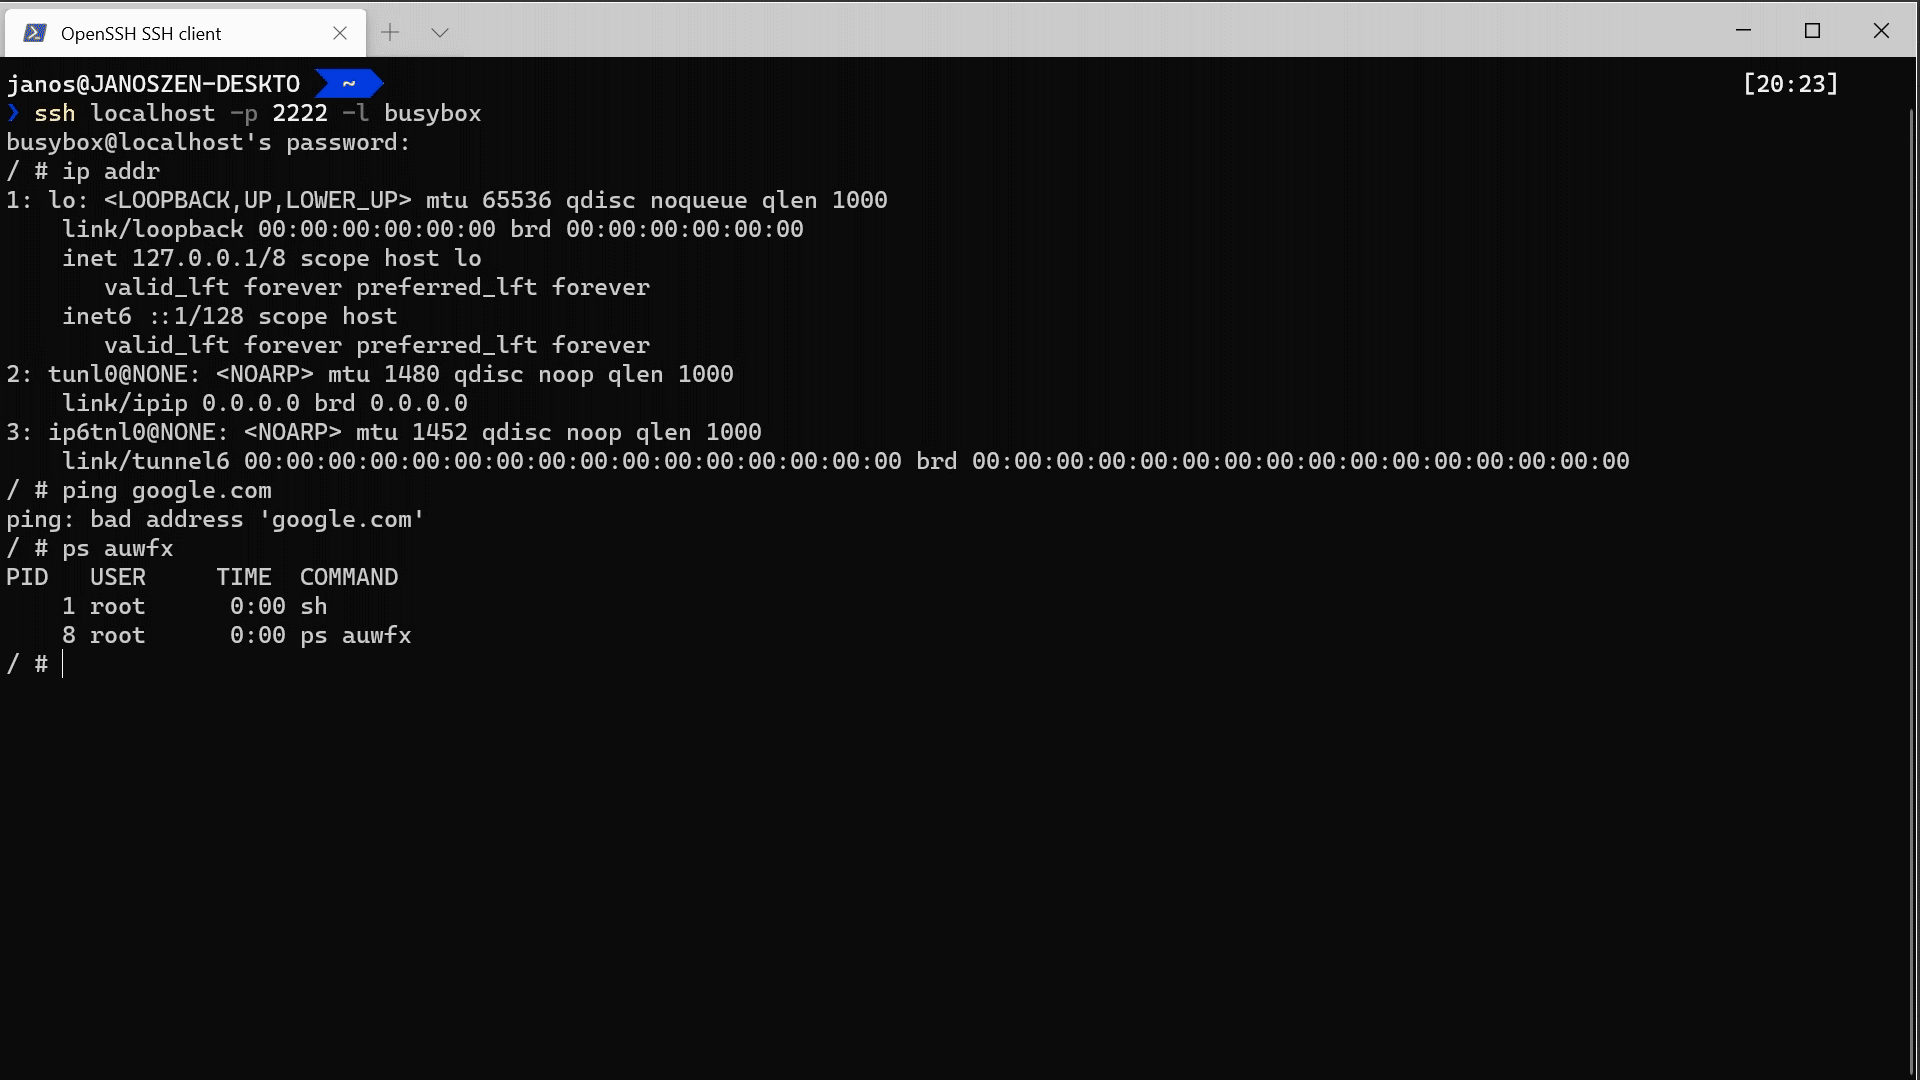 OpenSSH SSH client
janos@JANOSZEN-DESKTO ~ [20:23]
❯ ssh localhost -p 2222 -l busybox
busybox@localhost's password:
/ # ip addr
1: lo: <LOOPBACK,UP,LOWER_UP> mtu 65536 qdisc noqueue qlen 1000
    link/loopback 00:00:00:00:00:00 brd 00:00:00:00:00:00
    inet 127.0.0.1/8 scope host lo
       valid_lft forever preferred_lft forever
    inet6 ::1/128 scope host
       valid_lft forever preferred_lft forever
2: tunl0@NONE: <NOARP> mtu 1480 qdisc noop qlen 1000
    link/ipip 0.0.0.0 brd 0.0.0.0
3: ip6tnl0@NONE: <NOARP> mtu 1452 qdisc noop qlen 1000
    link/tunnel6 00:00:00:00:00:00:00:00:00:00:00:00:00:00:00:00 brd 00:00:00:00:00:00:00:00:00:00:00:00:00:00:00:00
/ # ping google.com
ping: bad address 'google.com'
/ # ps auwfx
PID   USER     TIME  COMMAND
    1 root      0:00 sh
    8 root      0:00 ps auwfx
/ #